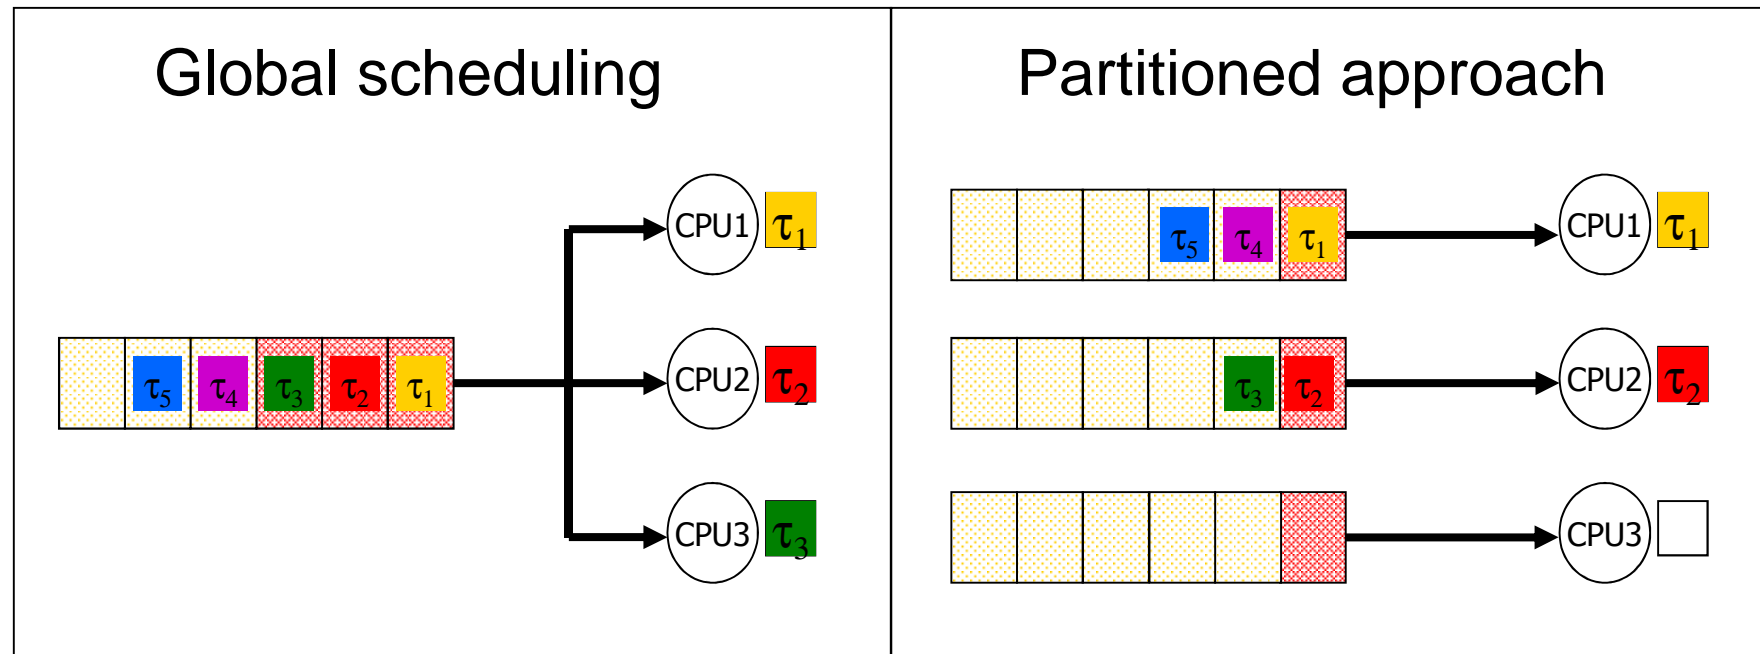 Global scheduling
CPU1 τ1
τ5 τ4 τ3 τ2 τ1
CPU2 τ2
CPU3 τ3
Partitioned approach
τ5 τ4 τ1
CPU1 τ1
τ3 τ2
CPU2 τ2
CPU3